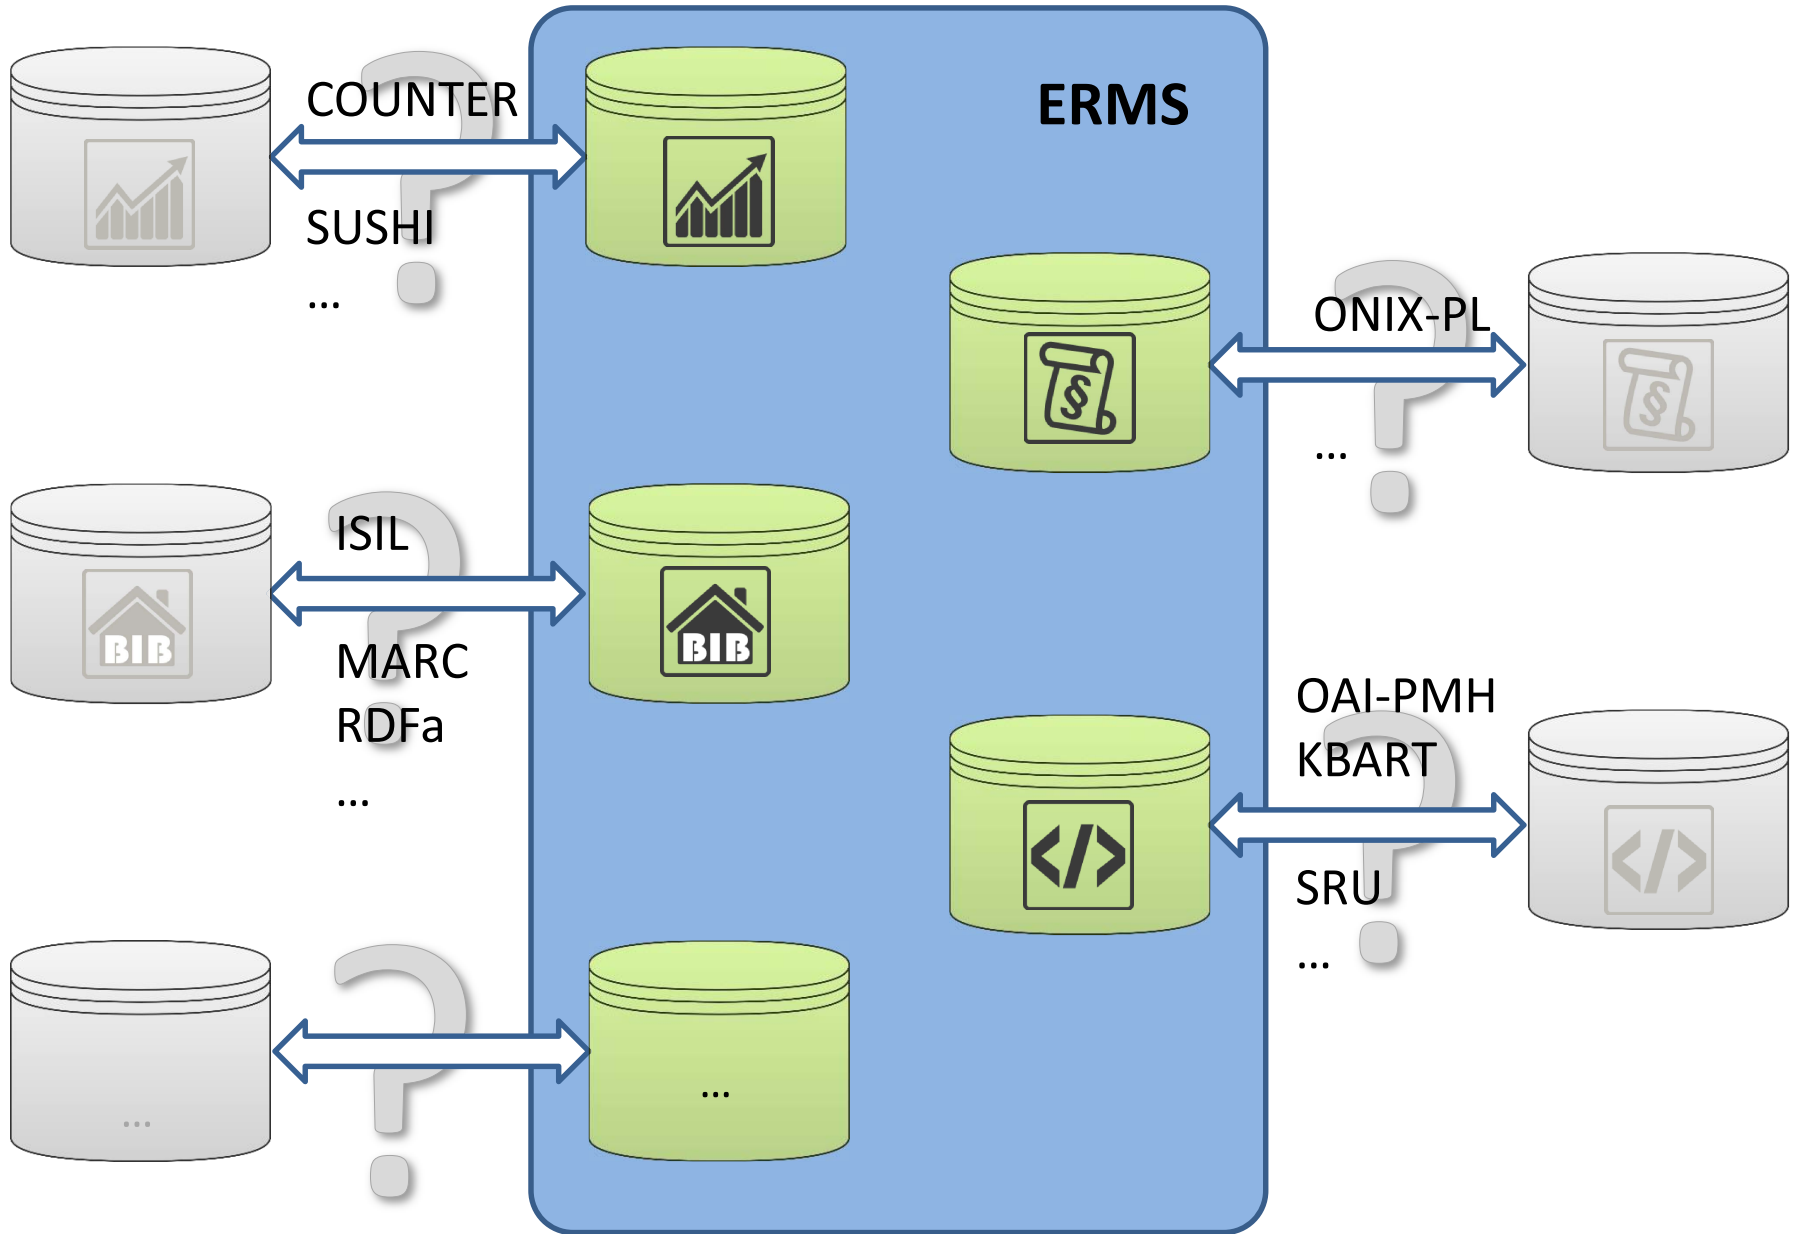 COUNTER
SUSHI
...
ERMS
ONIX-PL
...
§
§
ISIL
MARC
RDFa
...
BIB
BIB
OAI-PMH
KBART
SRU
...
</>
</>
...
...
?
?
?
?
?